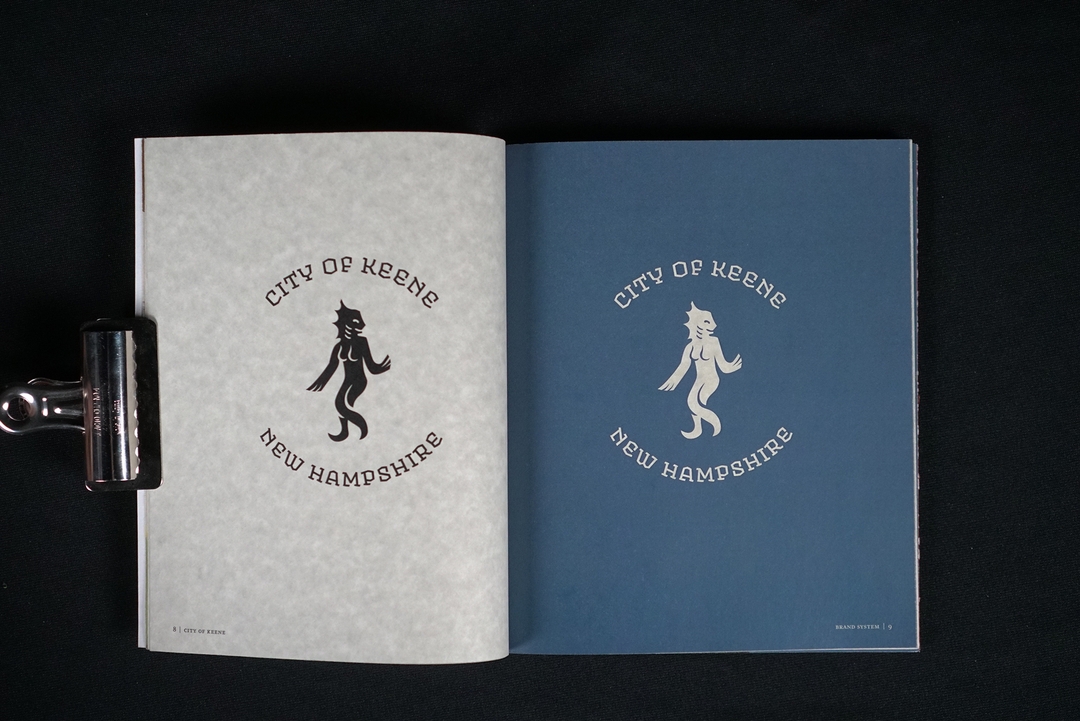 CITY OF KEENE
NEW HAMPSHIRE
8 | CITY OF KEENE
CITY OF KEENE
NEW HAMPSHIRE
BRAND SYSTEM | 9